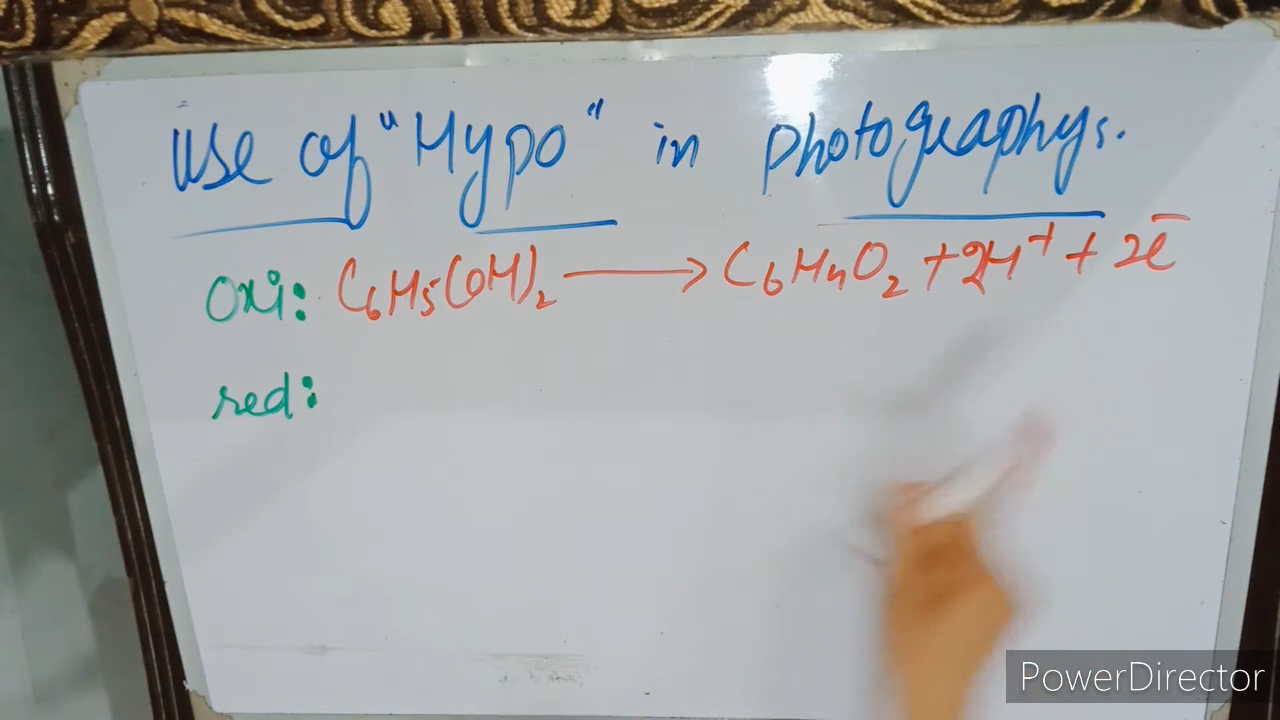 Use of "Hypo" in Photography.
Oxi: C₆H₅(OH)₂ ⟶ C₆H₄O₂ + 2H⁺ + 2e⁻
red:
PowerDirector